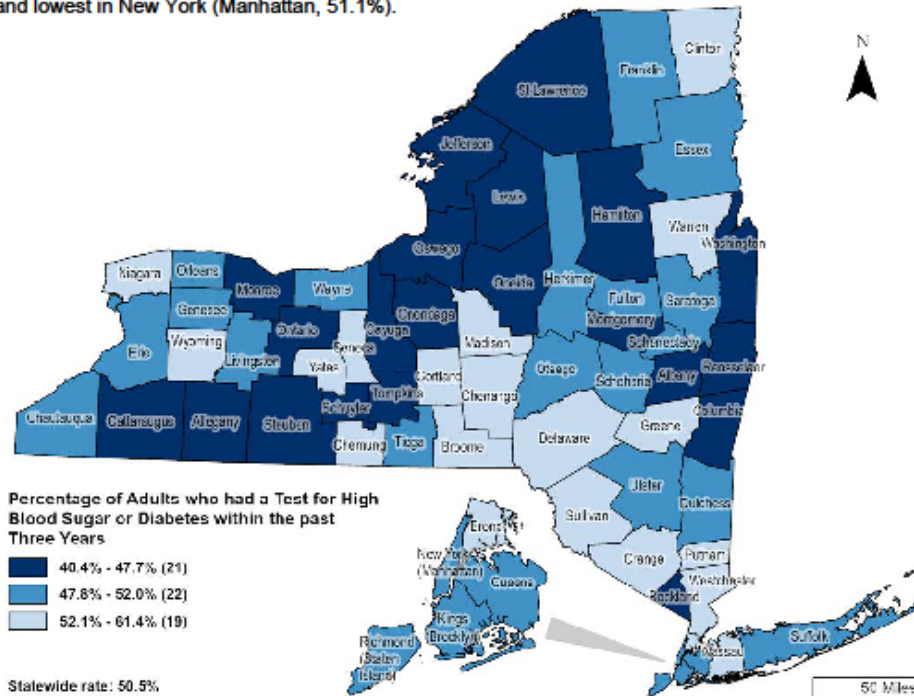 and lowest in New York (Manhattan, 51.1%).
N
Clinton
Franklin
St Lawrence
Jefferson
Essex
Lewis
Hamilton
Warren
Washington
Oswego
Oneida
Herkimer
Niagara
Orleans
Monroe
Wayne
Fulton
Saratoga
Genesee
Onondaga
Montgomery
Ontario
Cayuga
Madison
Schenectady
Erie
Wyoming
Livingston
Yates
Seneca
Otsego
Schoharie
Albany
Rensselaer
Cortland
Chenango
Tompkins
Chautauqua
Cattaraugus
Allegany
Steuben
Schuyler
Columbia
Greene
Chemung
Tioga
Broome
Delaware
Ulster
Dutchess
Percentage of Adults who had a Test for High
Blood Sugar or Diabetes within the past
Three Years
40.4% - 47.7% (21)
47.8% - 52.0% (22)
52.1% - 61.4% (19)
Sullivan
Bronx
Orange
Putnam
New York
(Manhattan)
Queens
Westchester
Rockland
Kings
(Brooklyn)
Richmond
(Staten
Island)
Nassau
Suffolk
Statewide rate: 50.5%
50 Miles